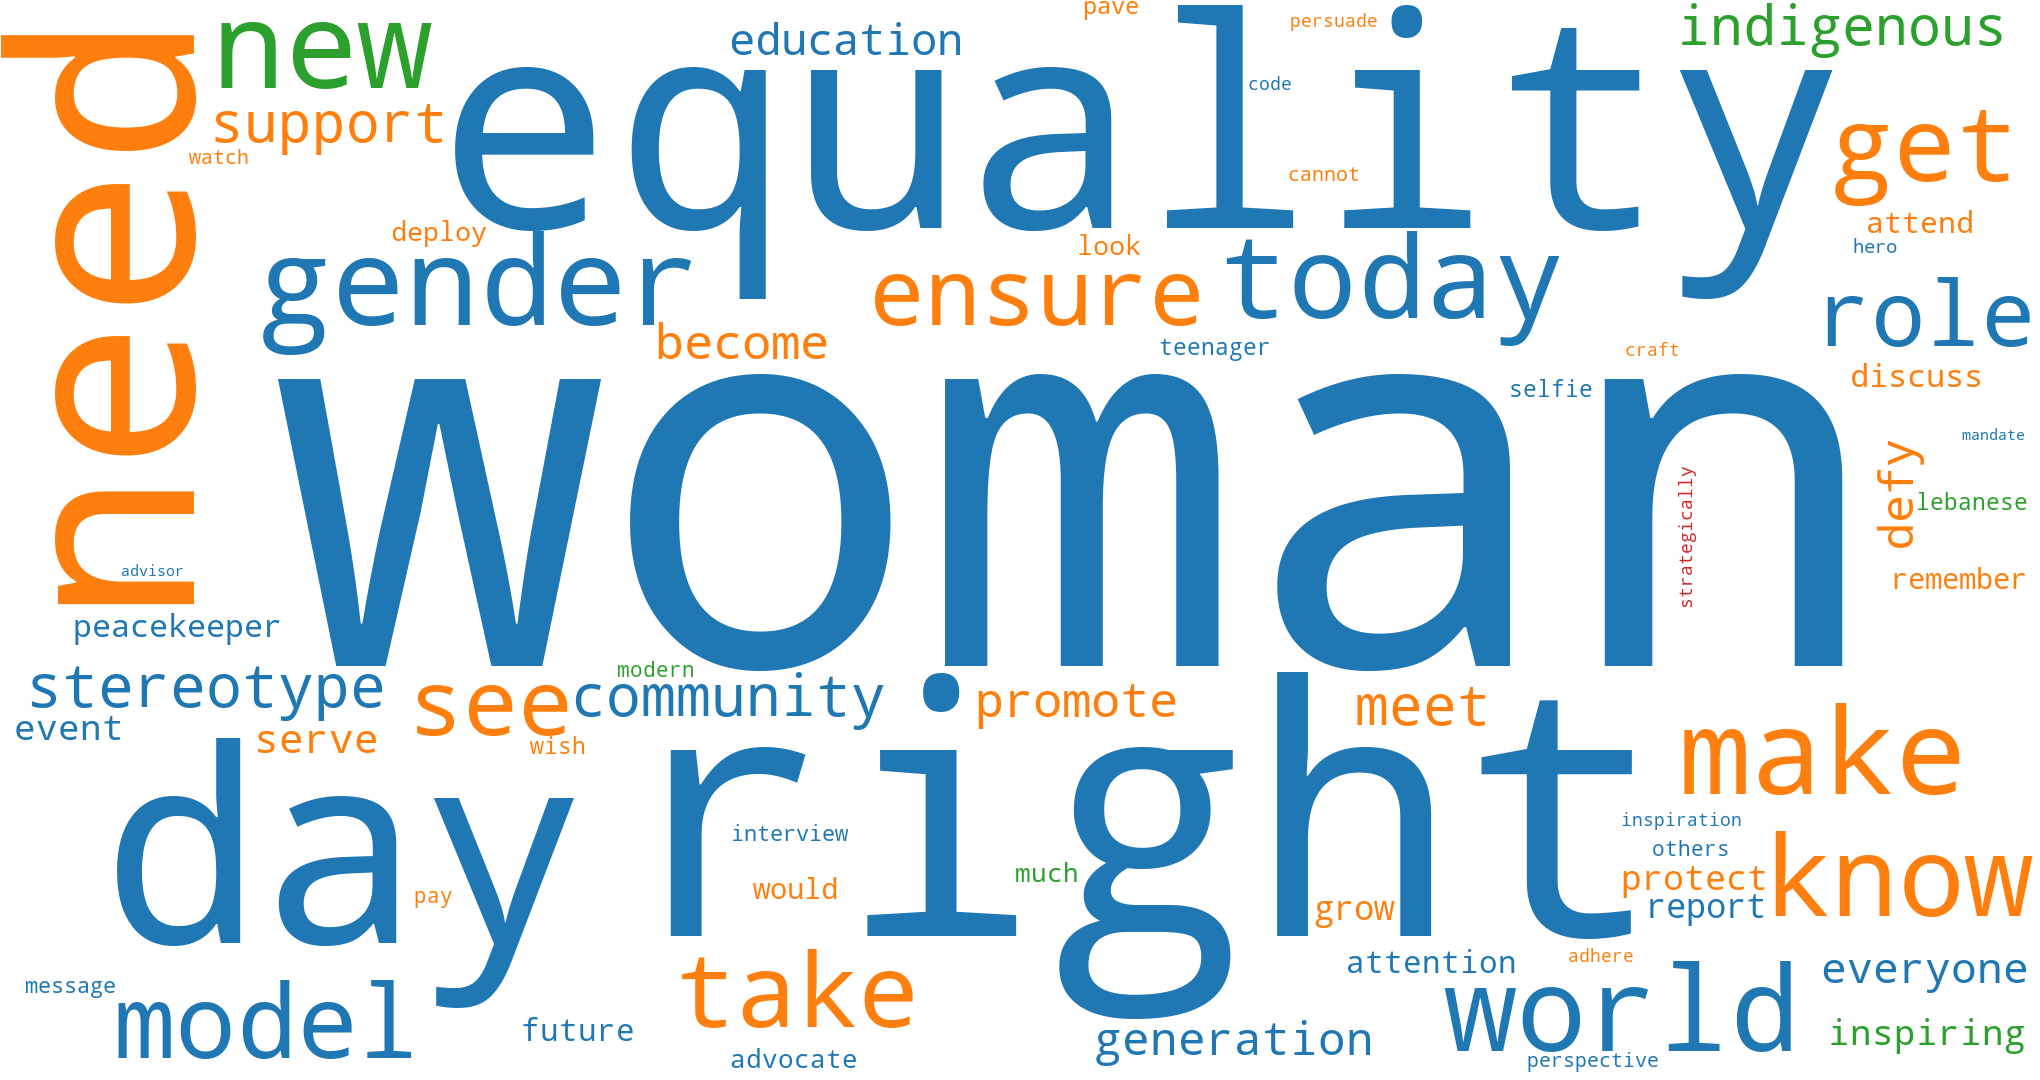 need
new
support
watch
education
equality
pave
persuade
code
cannot
indigenous
get
attend
hero
deploy
gender
become
look
ensure
today
teenager
role
discuss
craft
selfie
woman
mandate
defy
lebanese
strategically
remember
advisor
peacekeeper
stereotype
event
serve
see
wish
modern
community
promote
meet
make
day
right
interview
would
much
pay
grow
inspiration
others
protect
report
know
message
model
future
take
advocate
generation
attention
adhere
world
perspective
everyone
inspiring